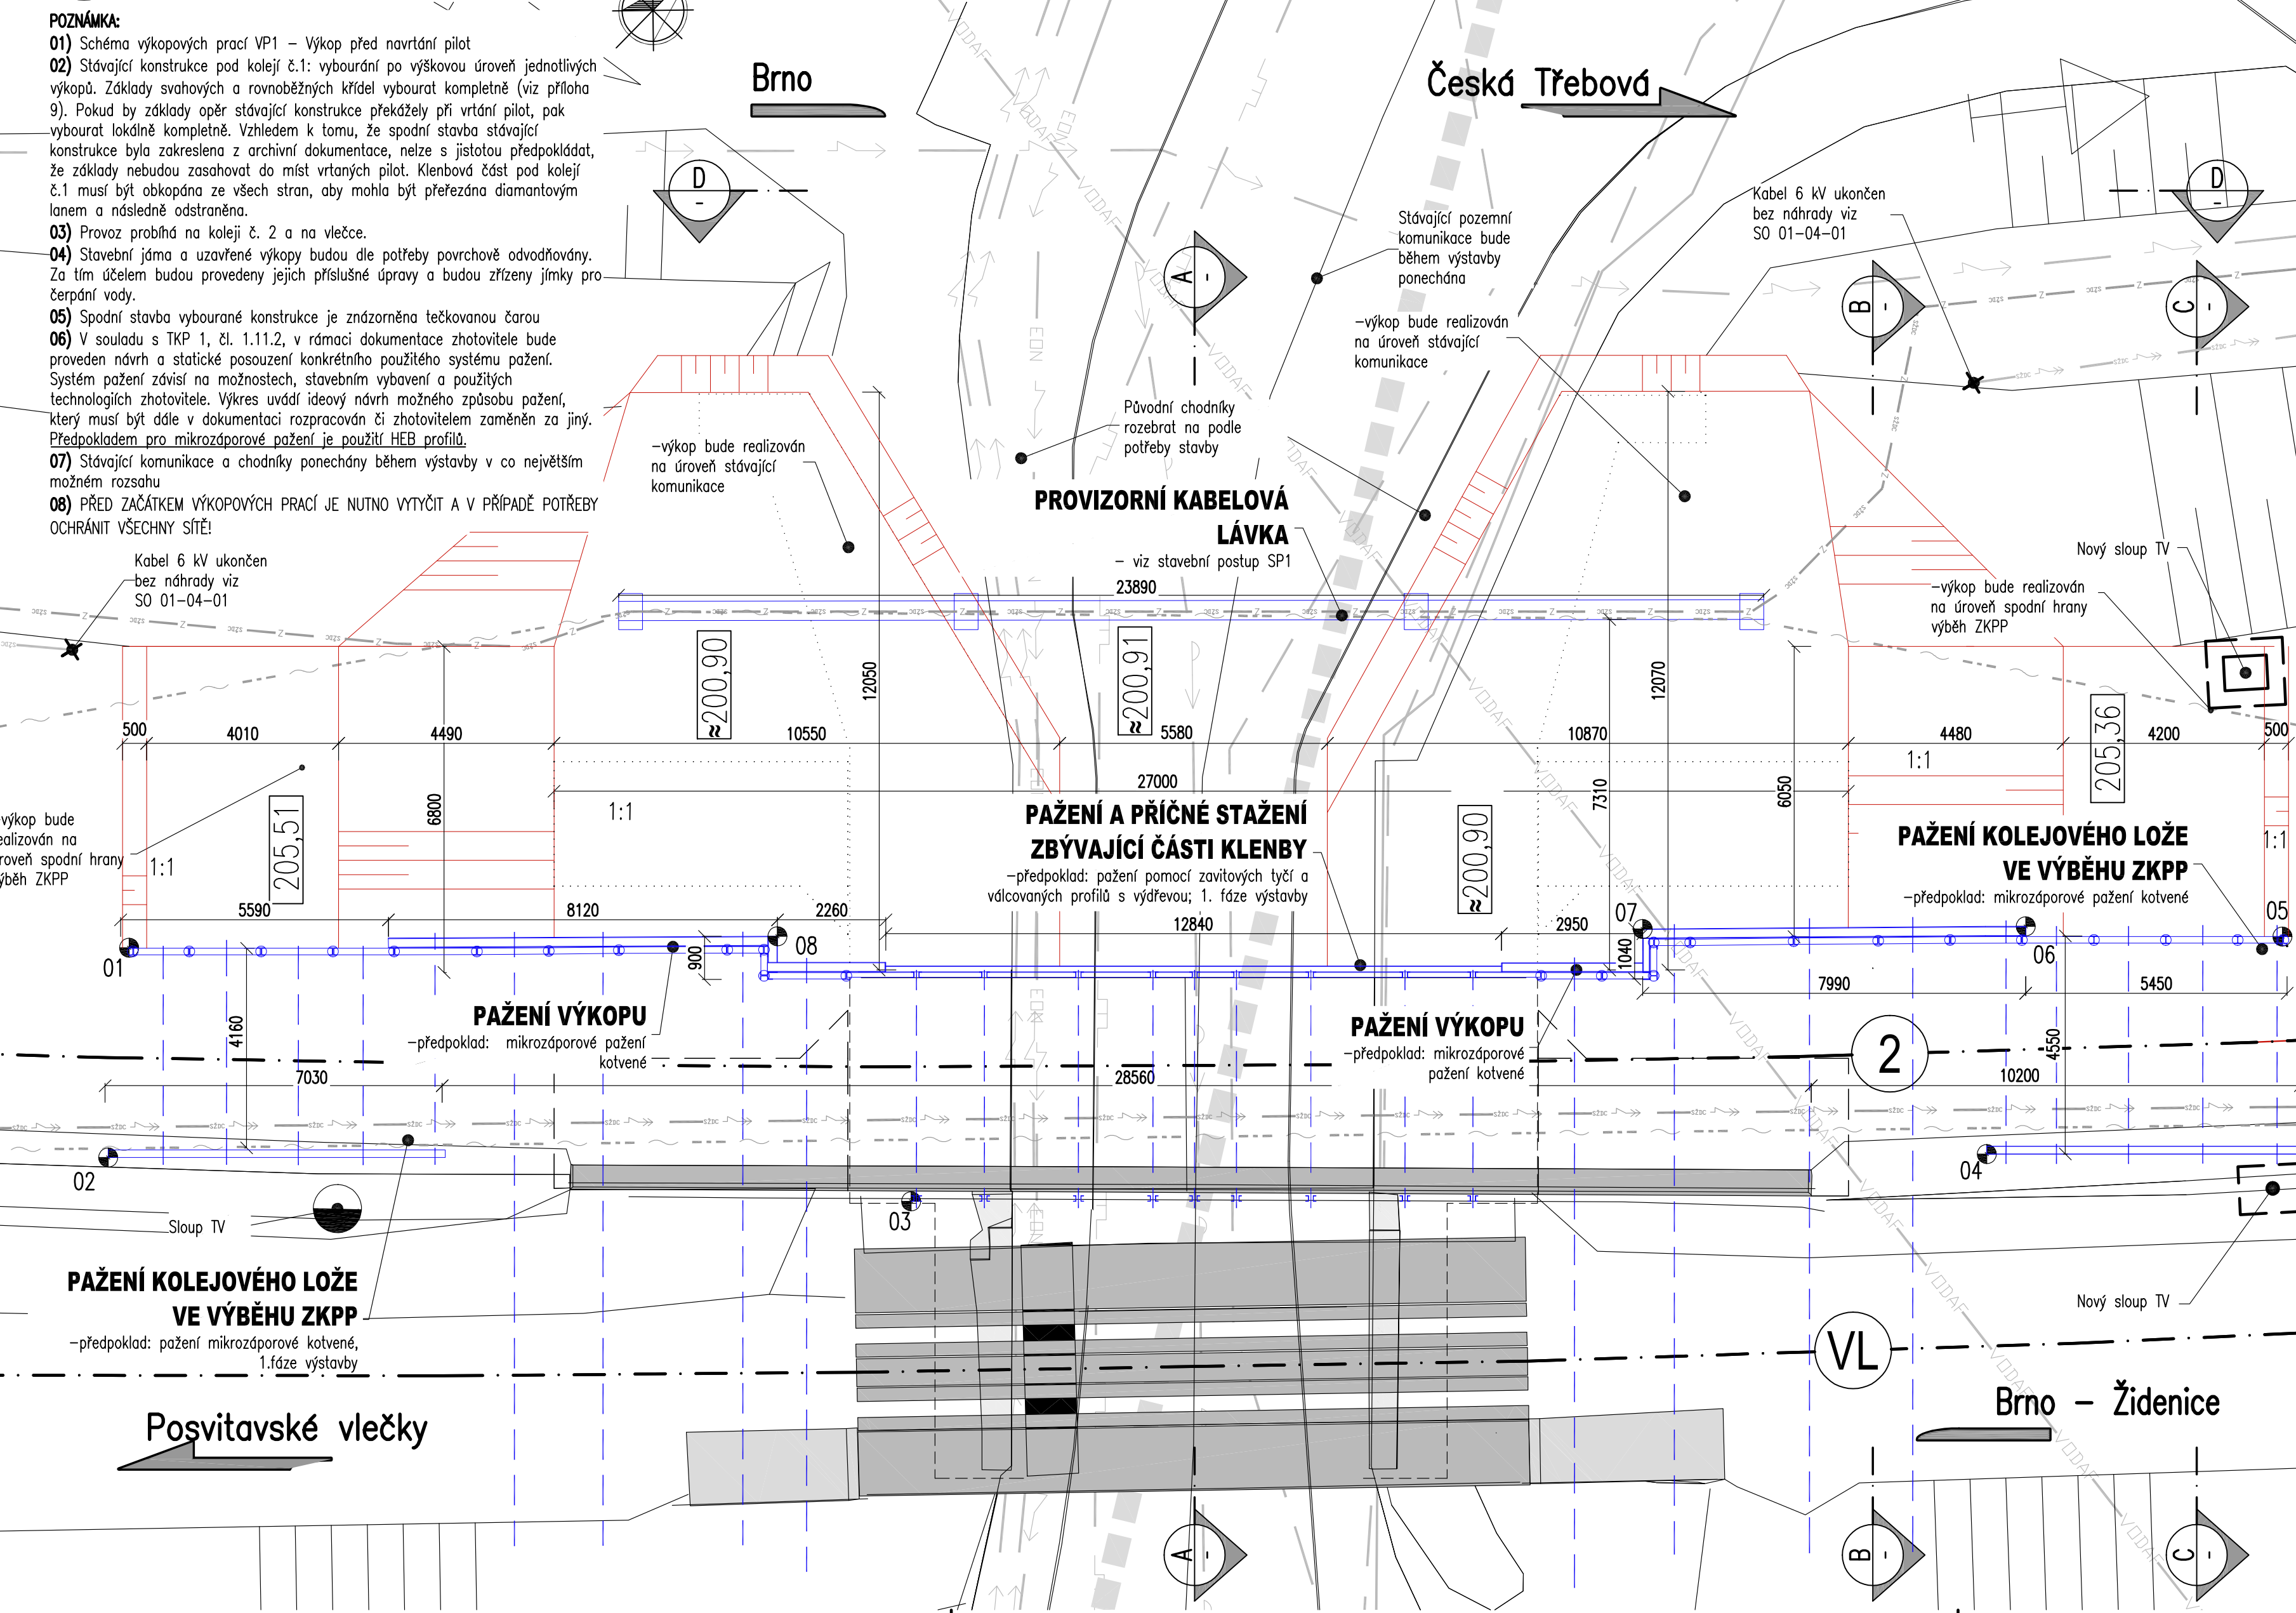 POZNÁMKA:
01) Schéma výkopových prací VP1 – Výkop před navrtání pilot
02) Stávající konstrukce pod kolejí č.1: vybourání po výškovou úroveň jednotlivých
výkopů. Základy svahových a rovnoběžných křídel vybourat kompletně (viz příloha
9). Pokud by základy opěr stávající konstrukce překážely při vrtání pilot, pak
vybourat lokálně kompletně. Vzhledem k tomu, že spodní stavba stávající
konstrukce byla zakreslena z archivní dokumentace, nelze s jistotou předpokládat,
že základy nebudou zasahovat do míst vrtaných pilot. Klenbová část pod kolejí
č.1 musí být obkopána ze všech stran, aby mohla být přeřezána diamantovým
lanem a následně odstraněna.
03) Provoz probíhá na koleji č. 2 a na vlečce.
04) Stavební jáma a uzavřené výkopy budou dle potřeby povrchově odvodňovány.
Za tím účelem budou provedeny jejich příslušné úpravy a budou zřízeny jímky pro
čerpání vody.
05) Spodní stavba vybourané konstrukce je znázorněna tečkovanou čarou
06) V souladu s TKP 1, čl. 1.11.2, v rámaci dokumentace zhotovitele bude
proveden návrh a statické posouzení konkrétního použitého systému pažení.
Systém pažení závisí na možnostech, stavebním vybavení a použitých
technologiích zhotovitele. Výkres uvádí ideový návrh možného způsobu pažení,
který musí být dále v dokumentaci rozpracován či zhotovitelem zaměněn za jiný.
Předpokladem pro mikrozáporové pažení je použití HEB profilů.
07) Stávající komunikace a chodníky ponechány během výstavby v co největším
možném rozsahu
08) PŘED ZAČÁTKEM VÝKOPOVÝCH PRACÍ JE NUTNO VYTYČIT A V PŘÍPADĚ POTŘEBY
OCHRÁNIT VŠECHNY SÍTĚ!
Brno
Česká Třebová
D
-
D
-
A
-
B
-
C
-
Kabel 6 kV ukončen
bez náhrady viz
SO 01-04-01
Stávající pozemní
komunikace bude
během výstavby
ponechána
-výkop bude realizován
na úroveň stávající
komunikace
Původní chodníky
rozebrat na podle
potřeby stavby
-výkop bude realizován
na úroveň stávající
komunikace
PROVIZORNÍ KABELOVÁ
LÁVKA
- viz stavební postup SP1
23890
Kabel 6 kV ukončen
bez náhrady viz
SO 01-04-01
Nový sloup TV
-výkop bude realizován
na úroveň spodní hrany
výběh ZKPP
≈200,90
≈200,91
12050
12070
205,36
500
4010
4490
10550
5580
10870
4480
4200
500
27000
6800
7310
6050
1:1
1:1
1:1
1:1
205,51
≈200,90
výkop bude
ealizován na
úroveň spodní hrany
výběh ZKPP
PAŽENÍ A PŘÍČNÉ STAŽENÍ
ZBÝVAJÍCÍ ČÁSTI KLENBY
-předpoklad: pažení pomocí zavitových tyčí a
válcovaných profilů s výdřevou; 1. fáze výstavby
PAŽENÍ KOLEJOVÉHO LOŽE
VE VÝBĚHU ZKPP
-předpoklad: mikrozáporové pažení kotvené
5590
8120
2260
12840
2950
01
08
07
06
05
900
1040
7990
5450
4160
4550
PAŽENÍ VÝKOPU
-předpoklad: mikrozáporové pažení
kotvené
PAŽENÍ VÝKOPU
-předpoklad: mikrozáporové
pažení kotvené
2
7030
28560
10200
02
03
04
Sloup TV
PAŽENÍ KOLEJOVÉHO LOŽE
VE VÝBĚHU ZKPP
-předpoklad: pažení mikrozáporové kotvené,
1.fáze výstavby
Nový sloup TV
VL
Posvitavské vlečky
Brno – Židenice
A
-
B
-
C
-